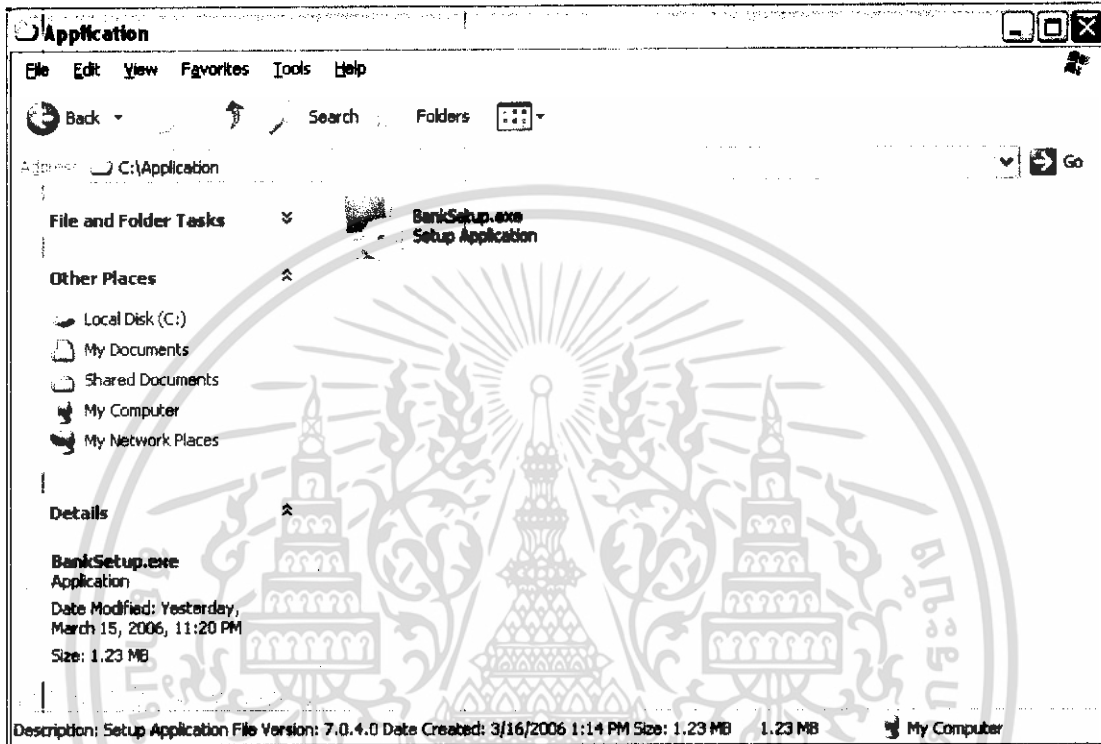 Application
File Edit View Favorites Tools Help
Back Search Folders
Address C:\Application Go
File and Folder Tasks
BankSetup.exe
Setup Application
Other Places
Local Disk (C:)
My Documents
Shared Documents
My Computer
My Network Places
Details
BankSetup.exe
Application
Date Modified: Yesterday,
March 15, 2006, 11:20 PM
Size: 1.23 MB
Description: Setup Application File Version: 7.0.4.0 Date Created: 3/16/2006 1:14 PM Size: 1.23 MB 1.23 MB My Computer